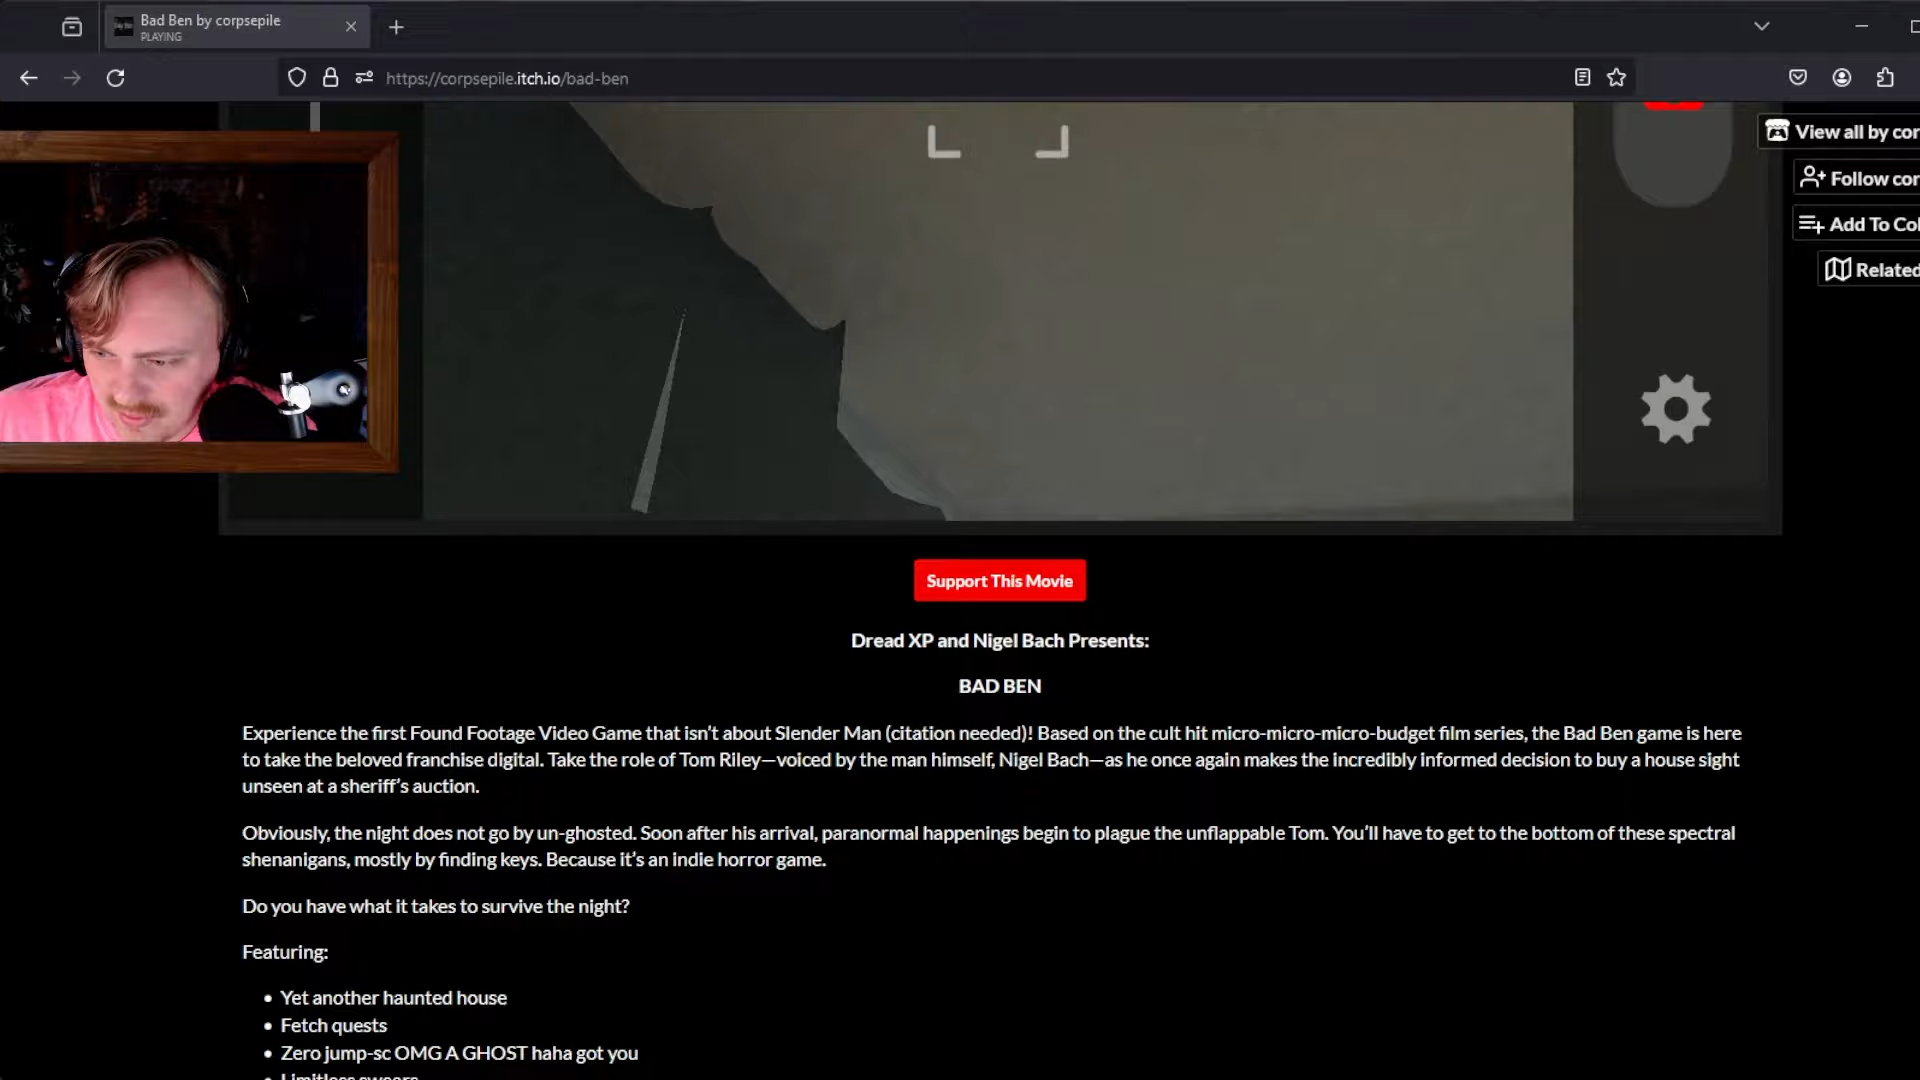 Bad Ben by corpsepile
PLAYING
https://corpsepile.itch.io/bad-ben
View all by cor
Follow cor
Add To Col
Related
Support This Movie
Dread XP and Nigel Bach Presents:
BAD BEN
Experience the first Found Footage Video Game that isn't about Slender Man (citation needed)! Based on the cult hit micro-micro-micro-budget film series, the Bad Ben game is here
to take the beloved franchise digital. Take the role of Tom Riley—voiced by the man himself, Nigel Bach—as he once again makes the incredibly informed decision to buy a house sight
unseen at a sheriff's auction.
Obviously, the night does not go by un-ghosted. Soon after his arrival, paranormal happenings begin to plague the unflappable Tom. You'll have to get to the bottom of these spectral
shenanigans, mostly by finding keys. Because it's an indie horror game.
Do you have what it takes to survive the night?
Featuring:
• Yet another haunted house
• Fetch quests
• Zero jump-sc OMG A GHOST haha got you
• Limitless swears